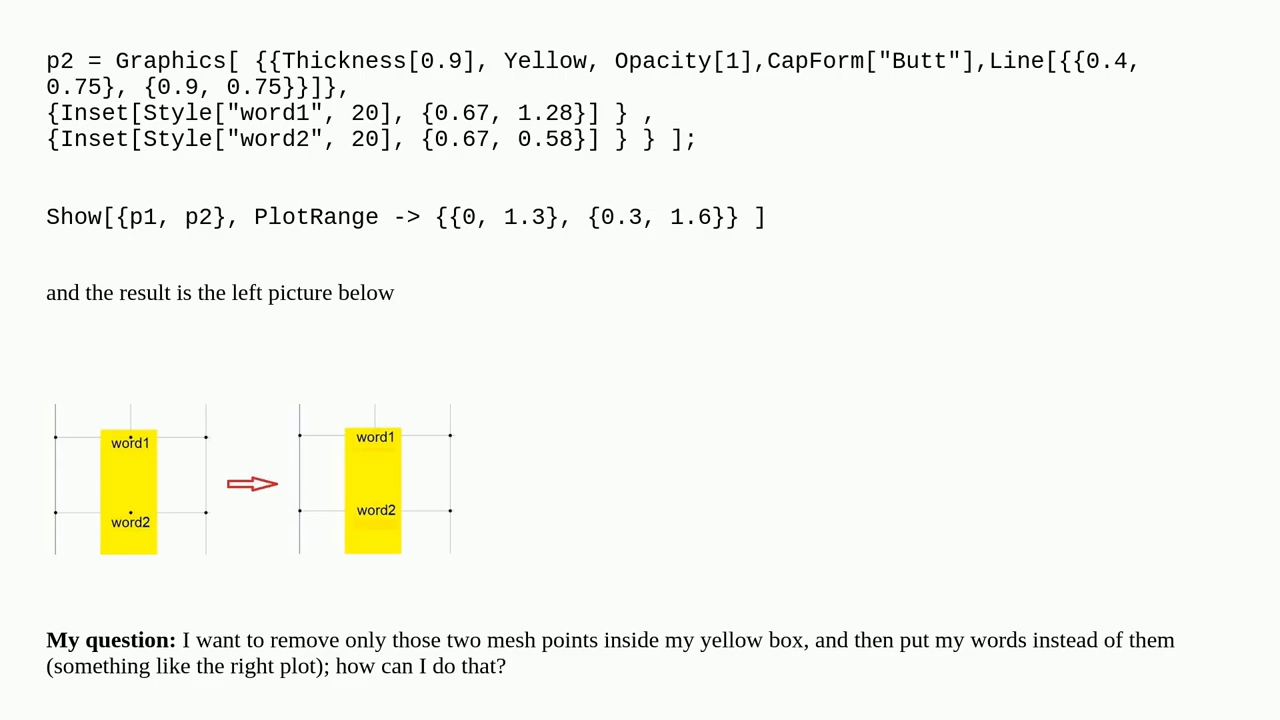 p2 = Graphics[ {{Thickness[0.9], Yellow, Opacity[1],CapForm["Butt"],Line[{{0.4,
0.75}, {0.9, 0.75}}]},
{Inset[Style["word1", 20], {0.67, 1.28}] } ,
{Inset[Style["word2", 20], {0.67, 0.58}] } } ];
Show[{p1, p2}, PlotRange -> {{0, 1.3}, {0.3, 1.6}} ]
and the result is the left picture below
word1
word2
word1
word2
My question: I want to remove only those two mesh points inside my yellow box, and then put my words instead of them
(something like the right plot); how can I do that?